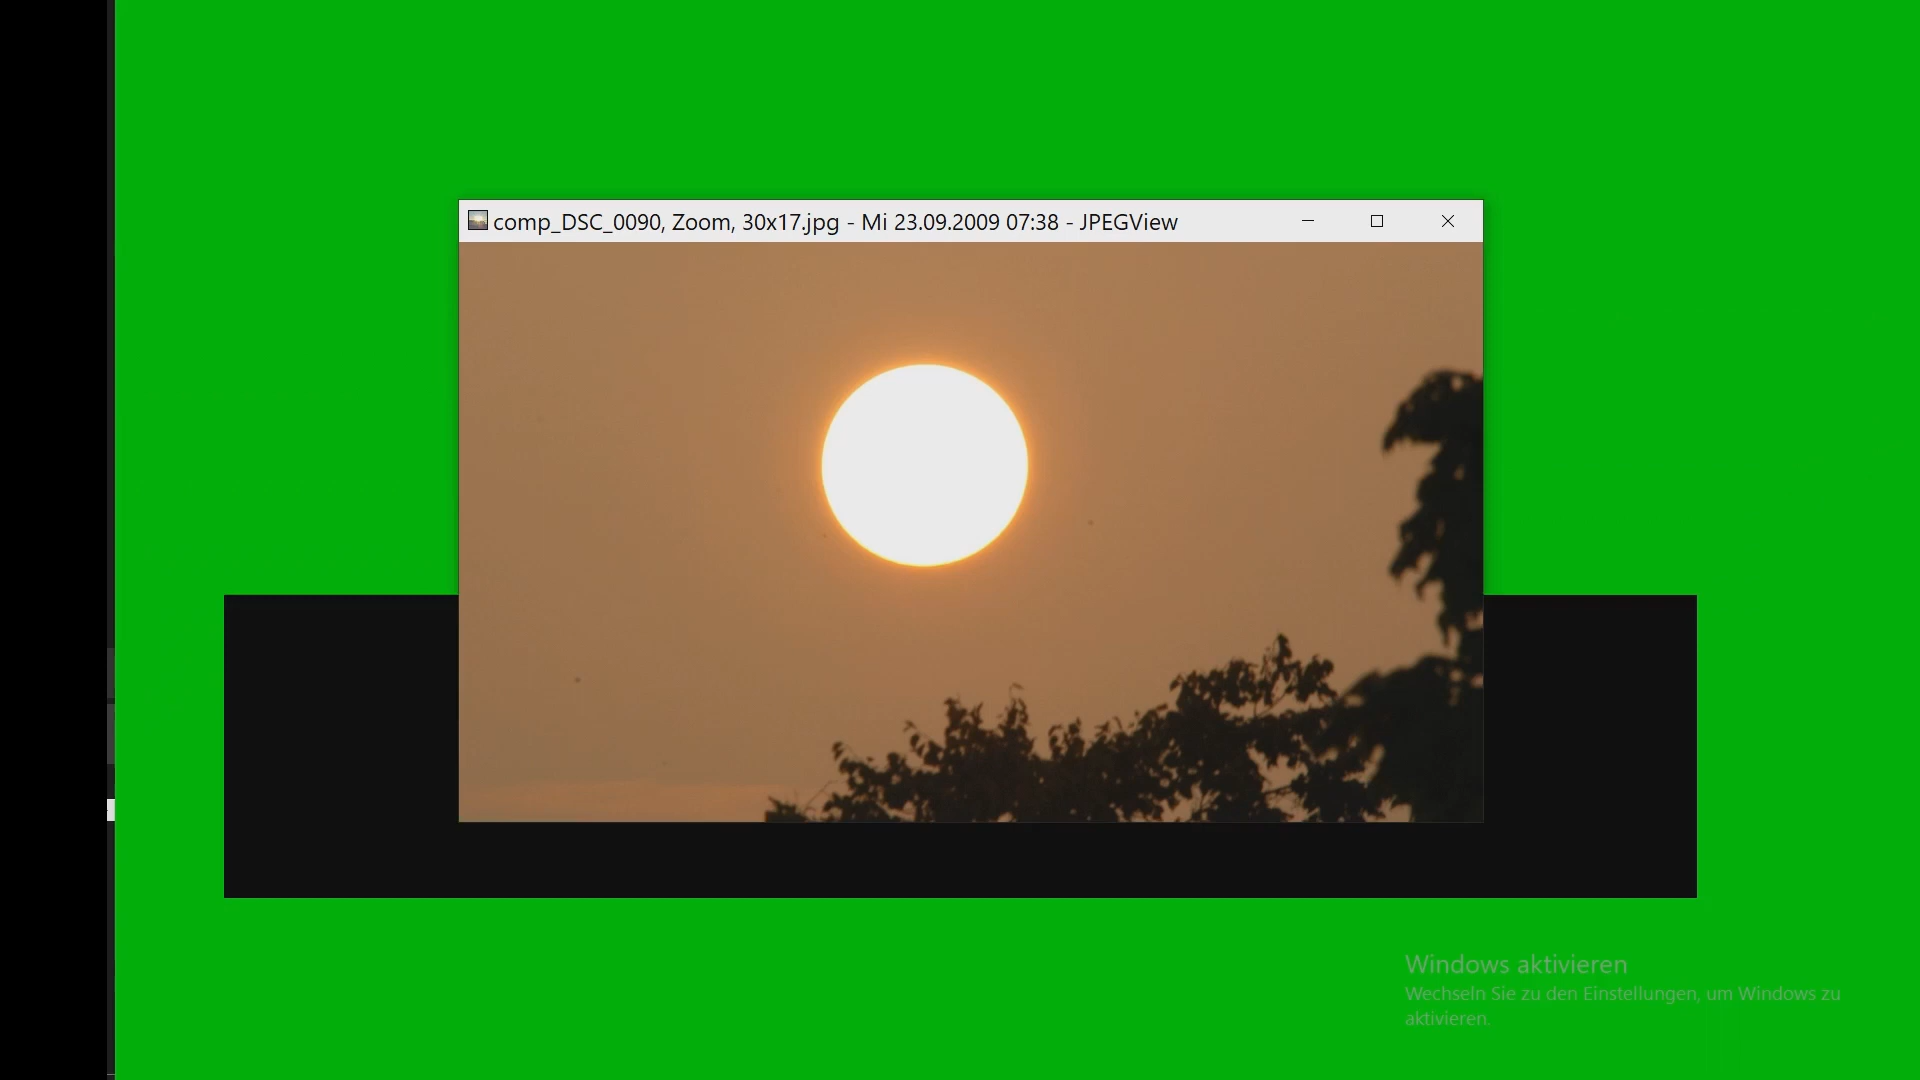 comp_DSC_0090, Zoom, 30x17.jpg - Mi 23.09.2009 07:38 - JPEGView
Windows aktivieren
Wechseln Sie zu den Einstellungen, um Windows zu
aktivieren.